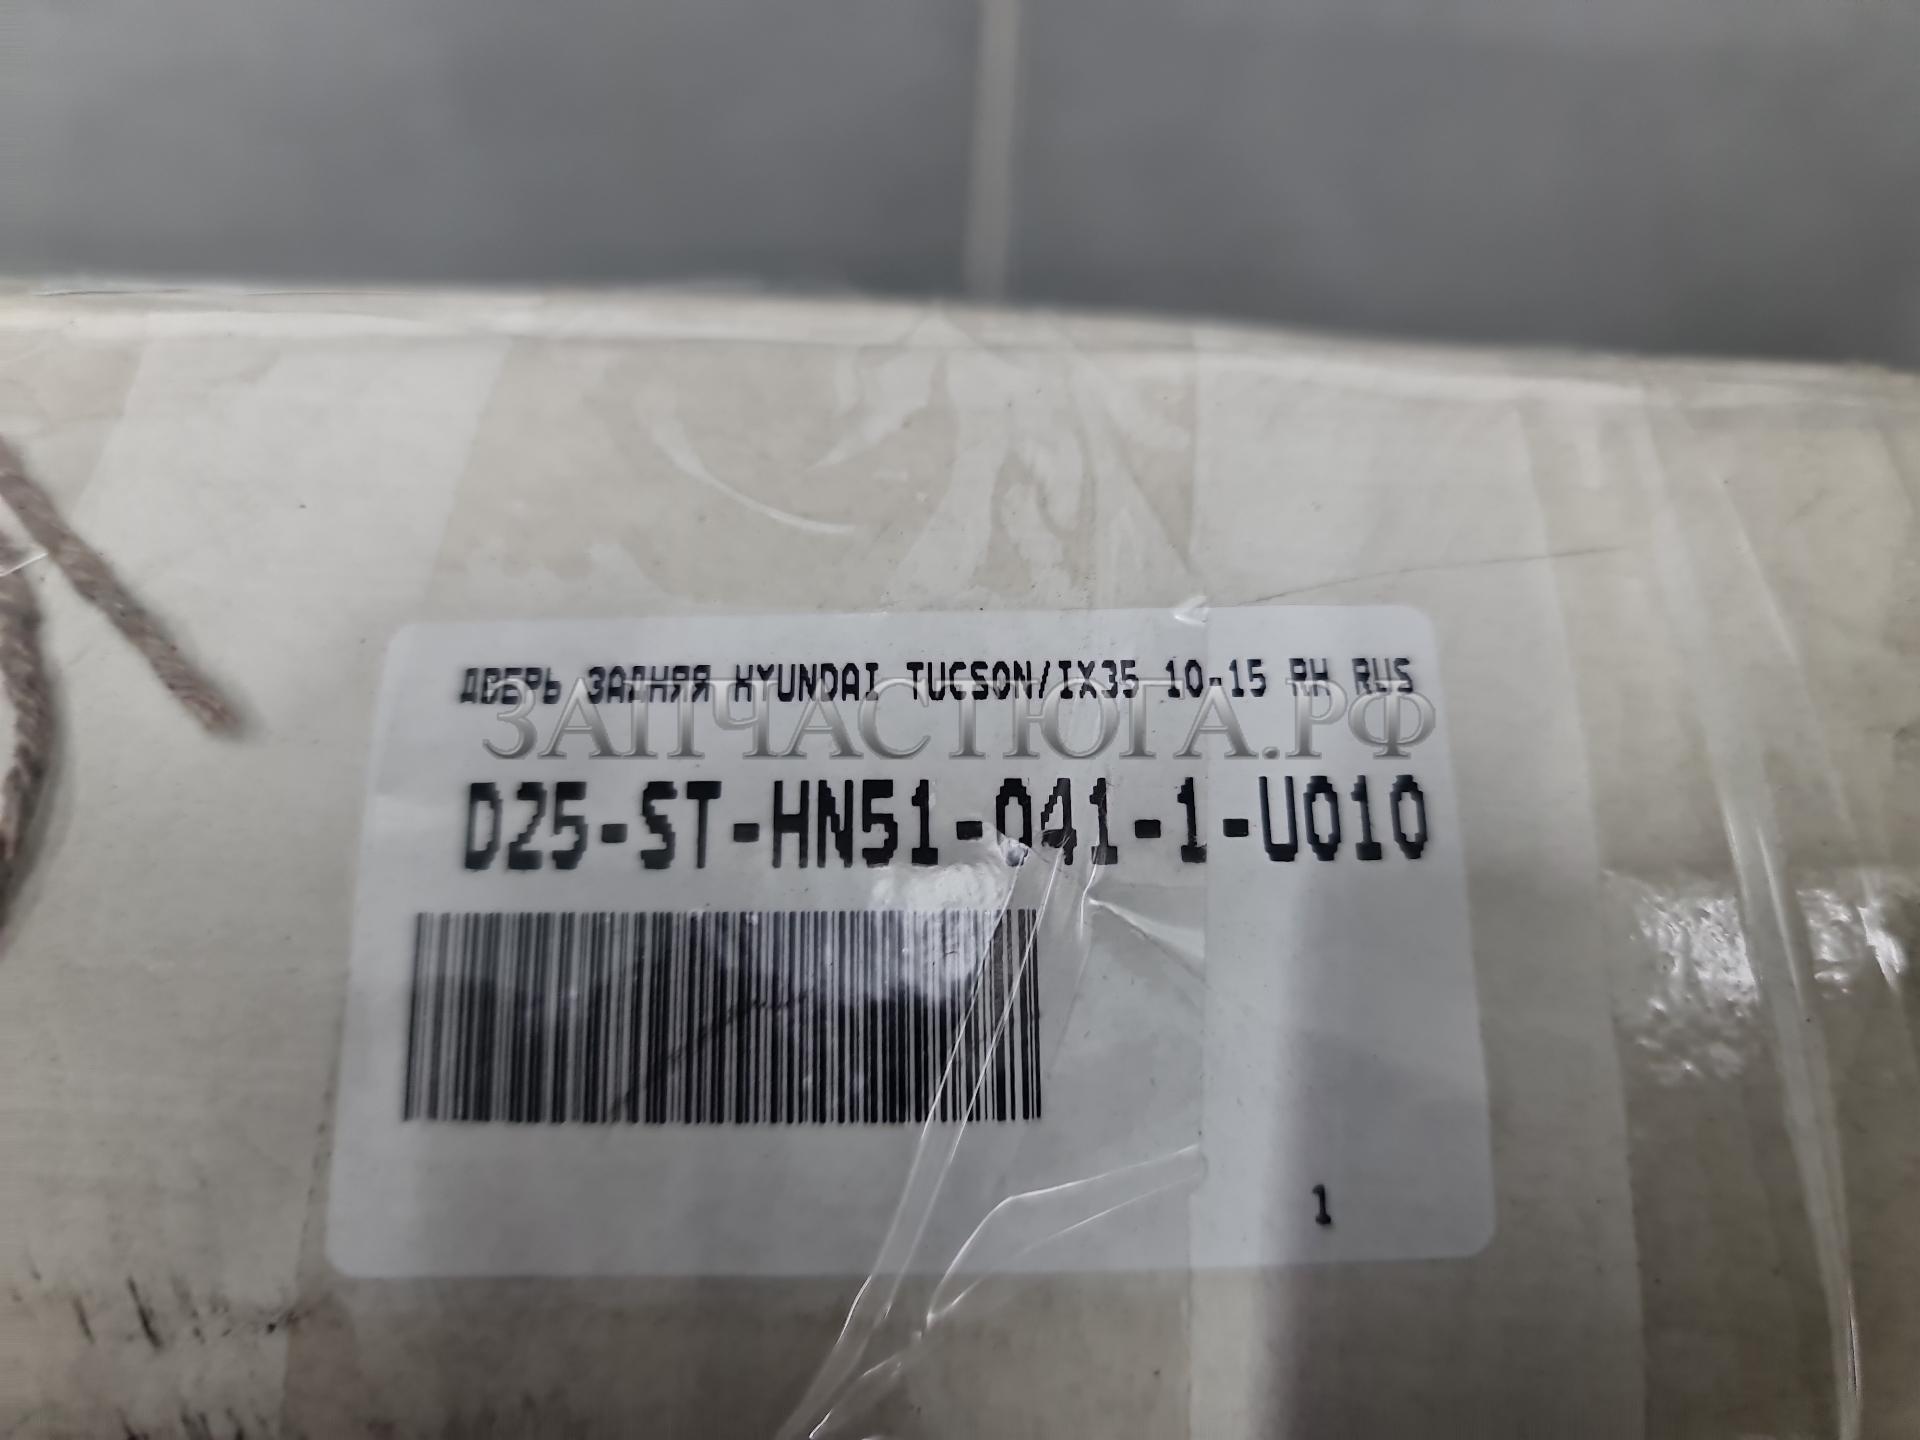 ДВЕРЬ ЗАДНЯЯ HYUNDAI TUCSON/IX35 10-15 RH RUS
ЗАПЧАСТЮГА.РФ
D25-ST-HN51-041-1-U010
1